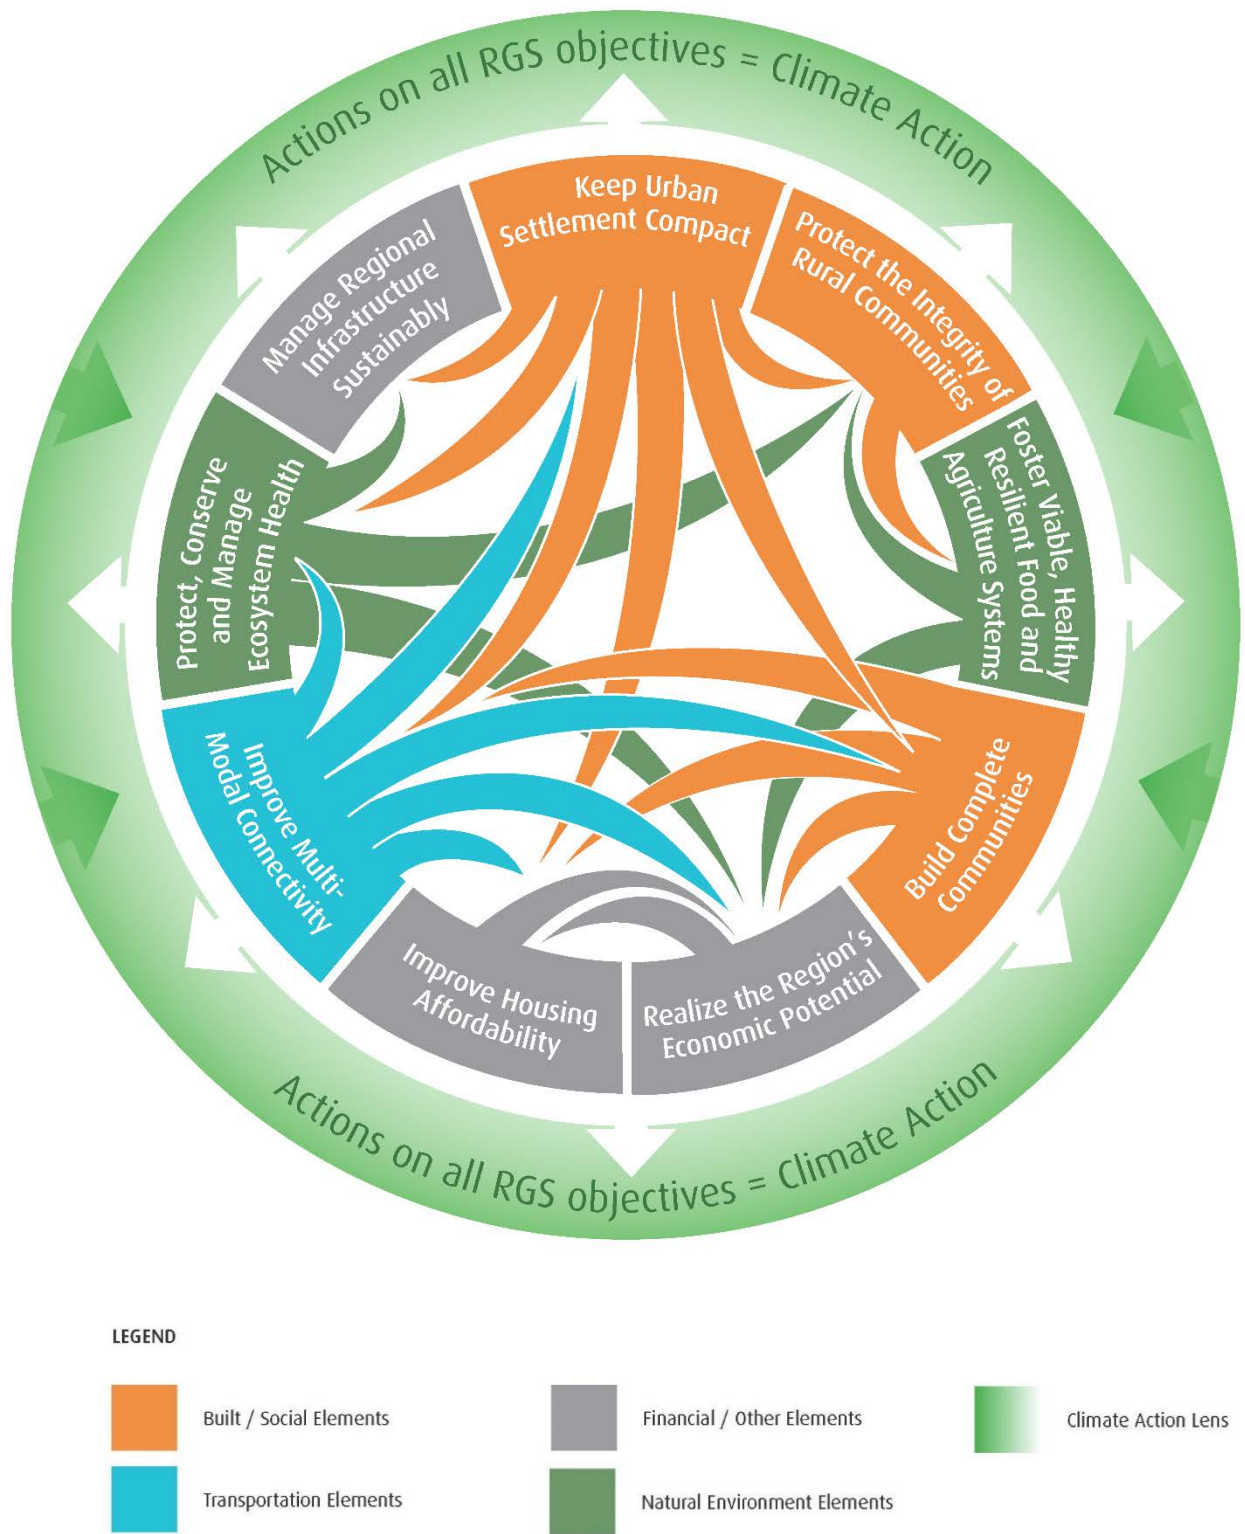 Actions on all RGS objectives = Climate Action
Keep Urban
Settlement Compact
Protect the Integrity of
Rural Communities
Foster Viable, Healthy
Resilient Food and
Agriculture Systems
Build Complete
Communities
Realize the Region's
Economic Potential
Improve Housing
Affordability
Improve Multi-
Modal Connectivity
Protect, Conserve
and Manage
Ecosystem Health
Manage Regional
Infrastructure
Sustainably
Actions on all RGS objectives = Climate Action
LEGEND
Built / Social Elements
Financial / Other Elements
Climate Action Lens
Transportation Elements
Natural Environment Elements